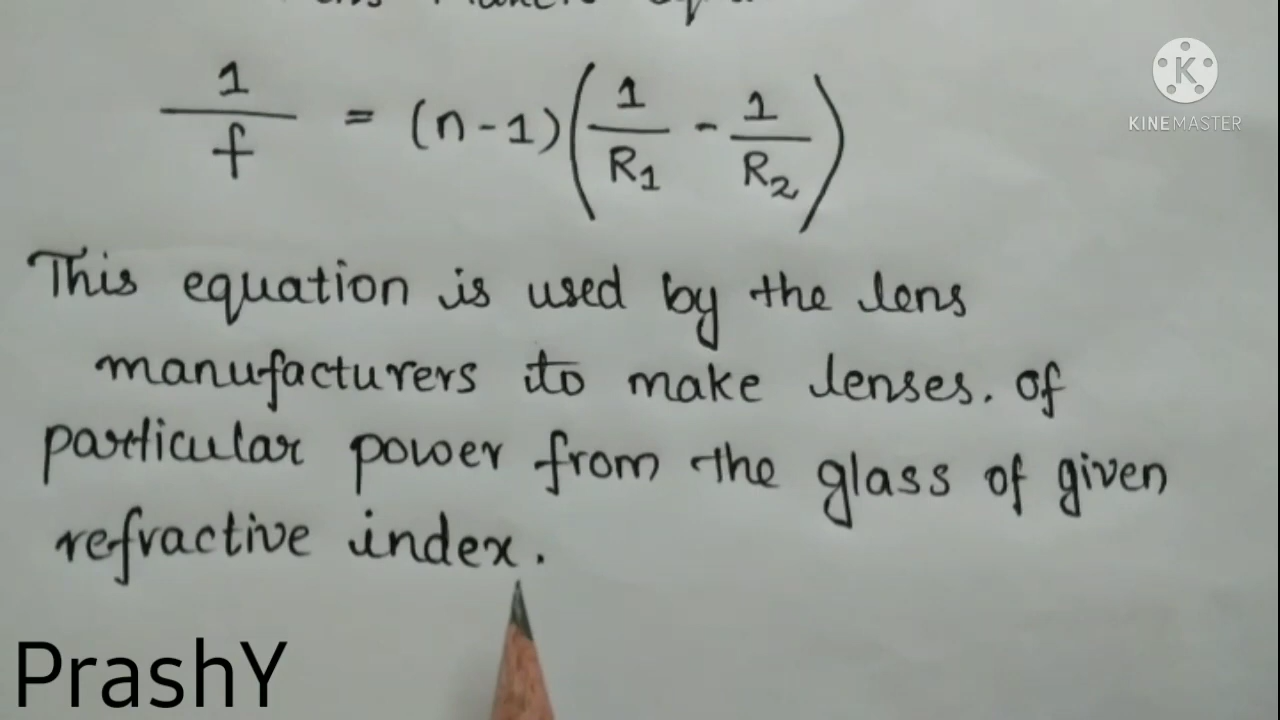 1/f = (n-1)(1/R₁ - 1/R₂)
This equation is used by the lens
manufacturers to make lenses. of
particular power from the glass of given
refractive index.
K
KINEMASTER
PrashY